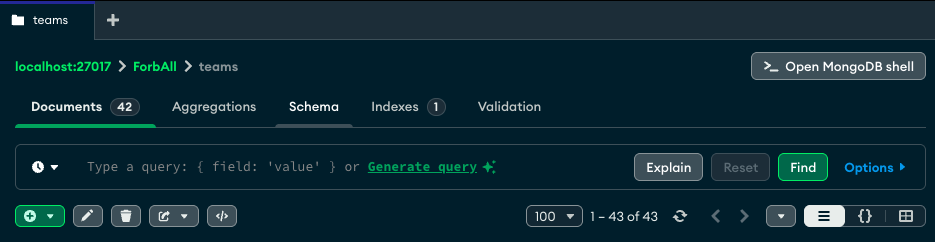 teams
localhost:27017 > ForbAll > teams
>_ Open MongoDB shell
Documents 42 Aggregations Schema Indexes 1 Validation
Type a query: { field: 'value' } or Generate query Explain Reset Find Options
100 1 – 43 of 43 {}